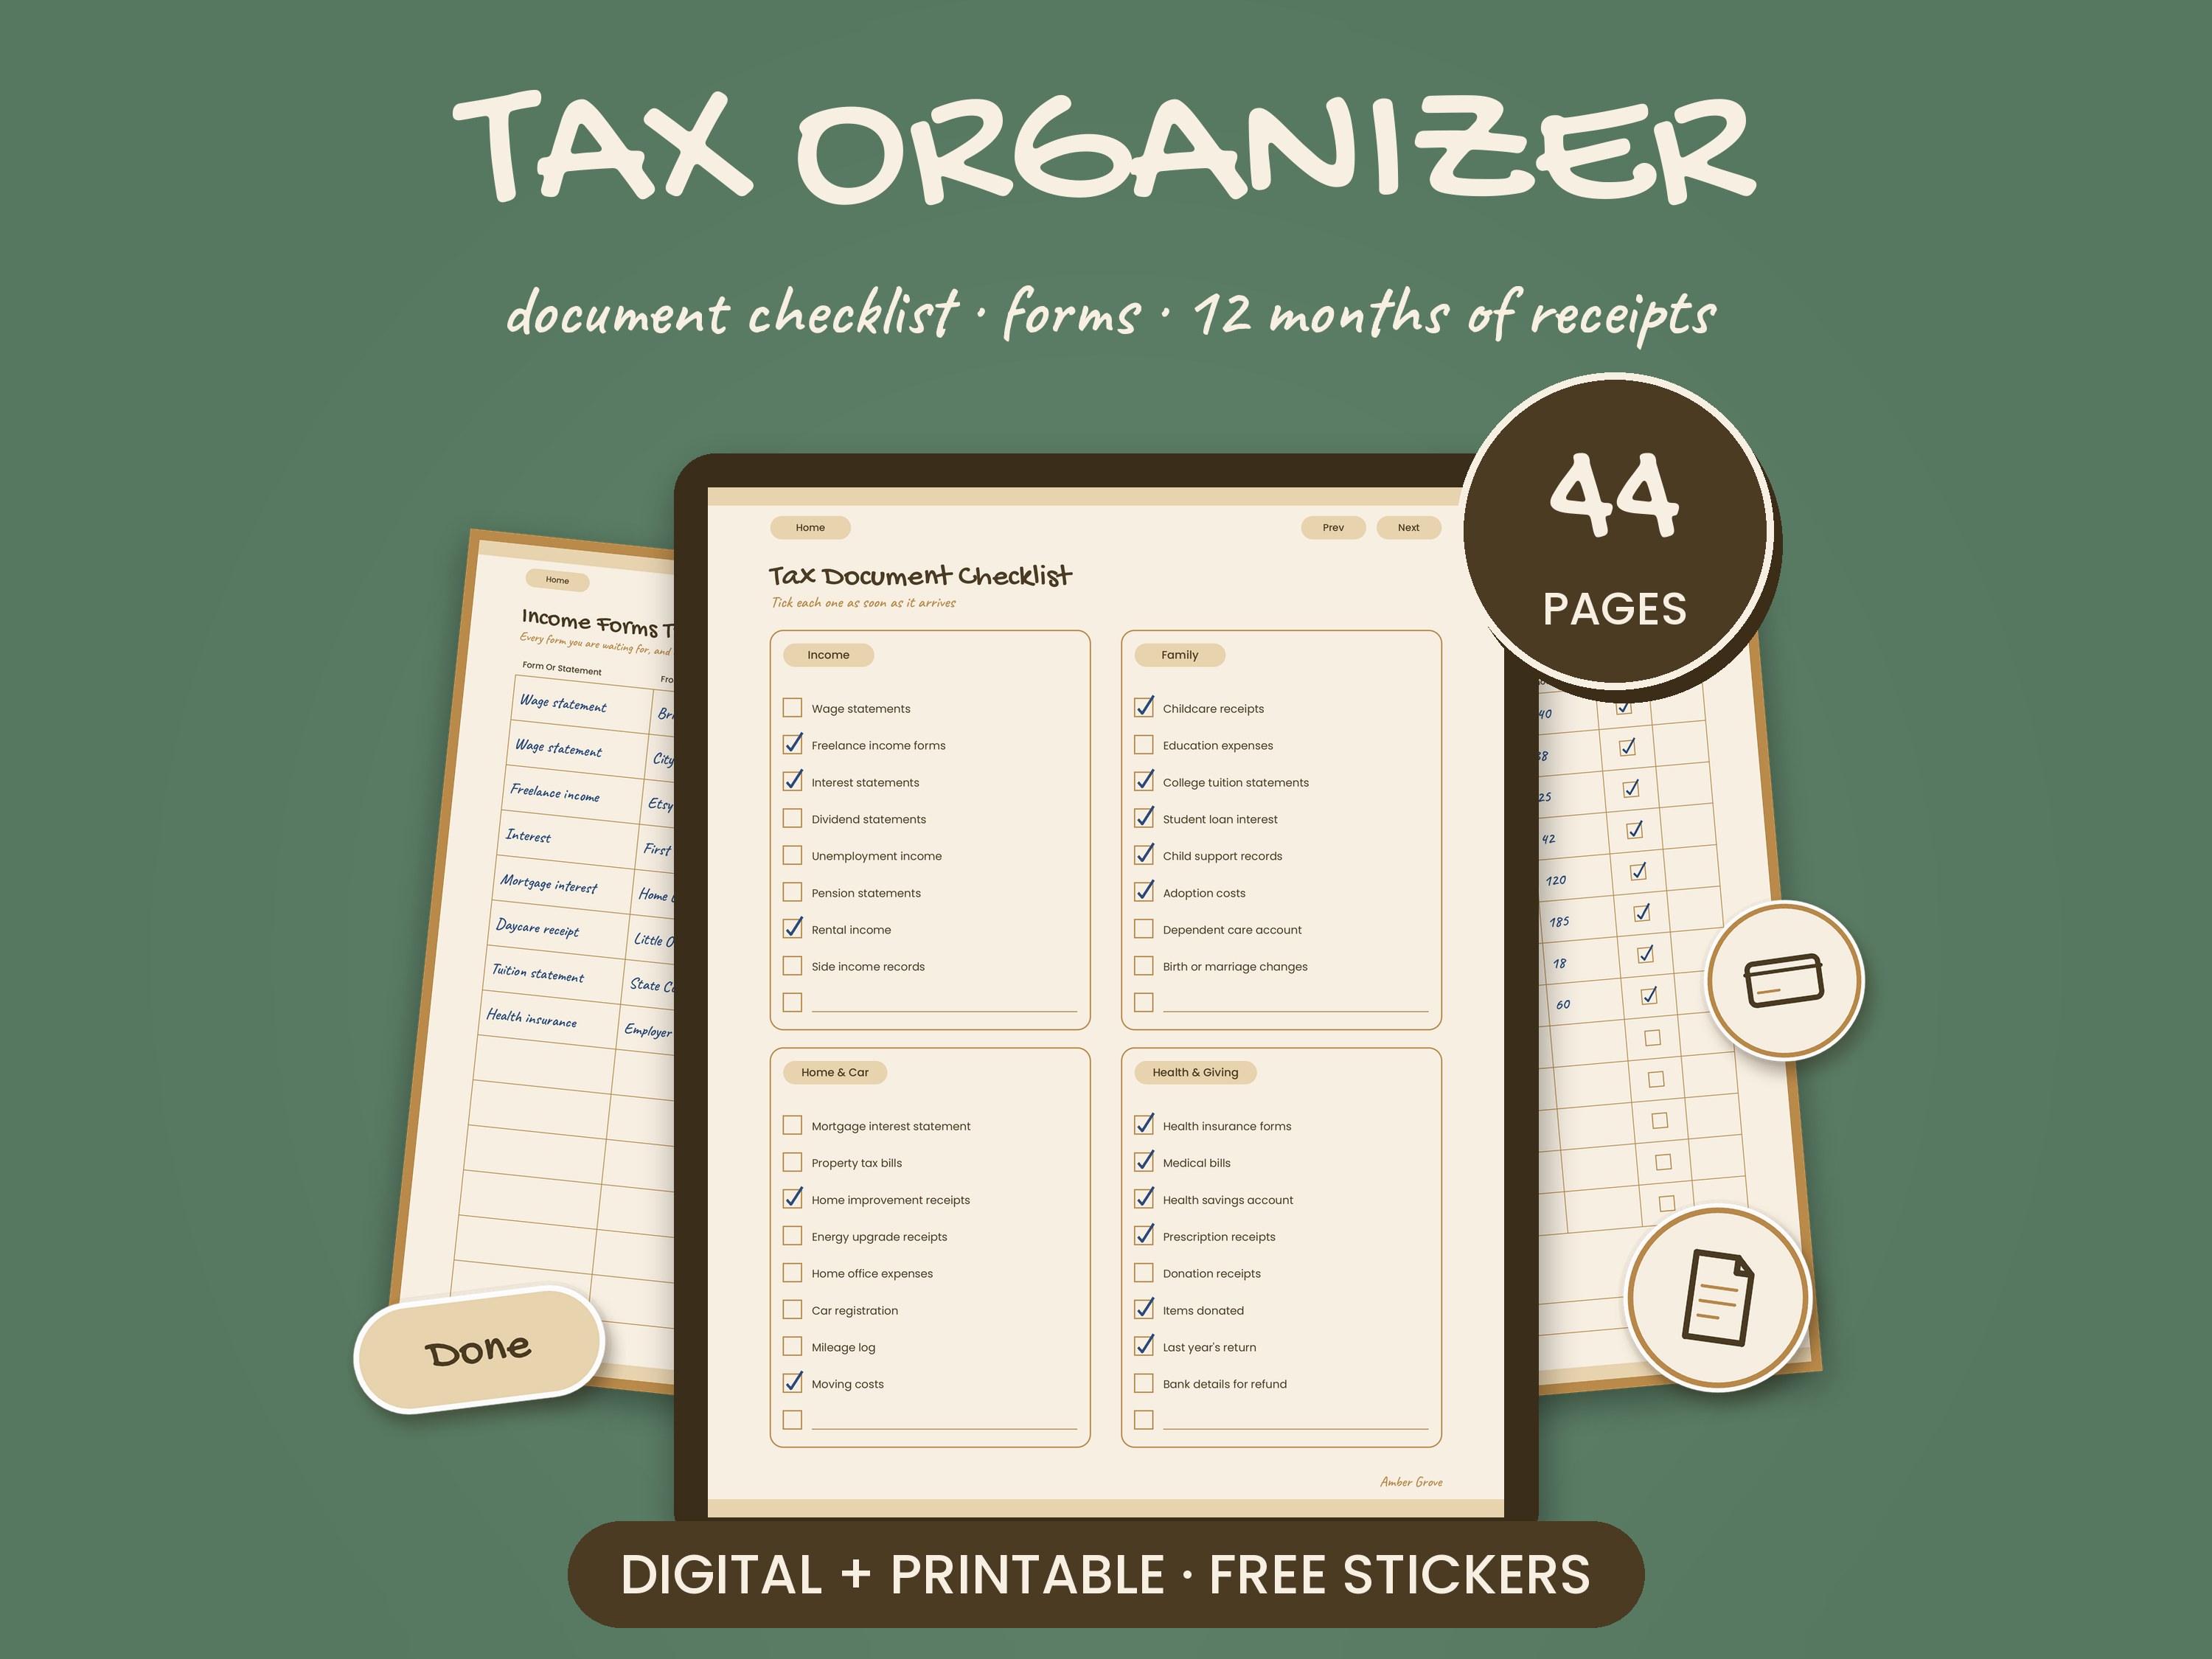 TAX ORGANIZER
document checklist · forms · 12 months of receipts
44
PAGES
Home
Income Forms
Every form you are waiting for, and
Form Or Statement
Wage statement
Wage statement
City
Freelance income
Etsy
Interest
First
Mortgage interest
Home
Daycare receipt
Little
Tuition statement
State
Health insurance
Employer
Done
Home
Prev
Next
Tax Document Checklist
Tick each one as soon as it arrives
Income
Wage statements
Freelance income forms
Interest statements
Dividend statements
Unemployment income
Pension statements
Rental income
Side income records
Family
Childcare receipts
Education expenses
College tuition statements
Student loan interest
Child support records
Adoption costs
Dependent care account
Birth or marriage changes
Home & Car
Mortgage interest statement
Property tax bills
Home improvement receipts
Energy upgrade receipts
Home office expenses
Car registration
Mileage log
Moving costs
Health & Giving
Health insurance forms
Medical bills
Health savings account
Prescription receipts
Donation receipts
Items donated
Last year's return
Bank details for refund
Amber Grove
40
25
42
120
185
18
60
DIGITAL + PRINTABLE · FREE STICKERS